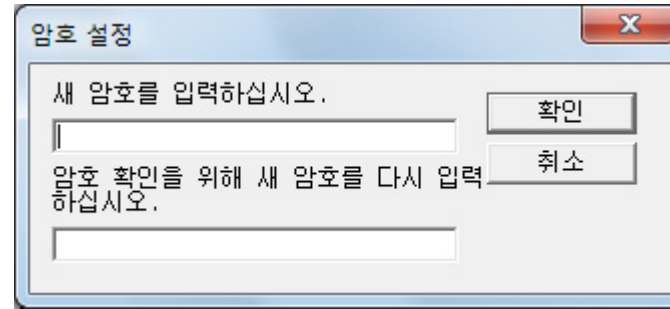 암호 설정
새 암호를 입력하십시오.
확인
취소
암호 확인을 위해 새 암호를 다시 입력
하십시오.